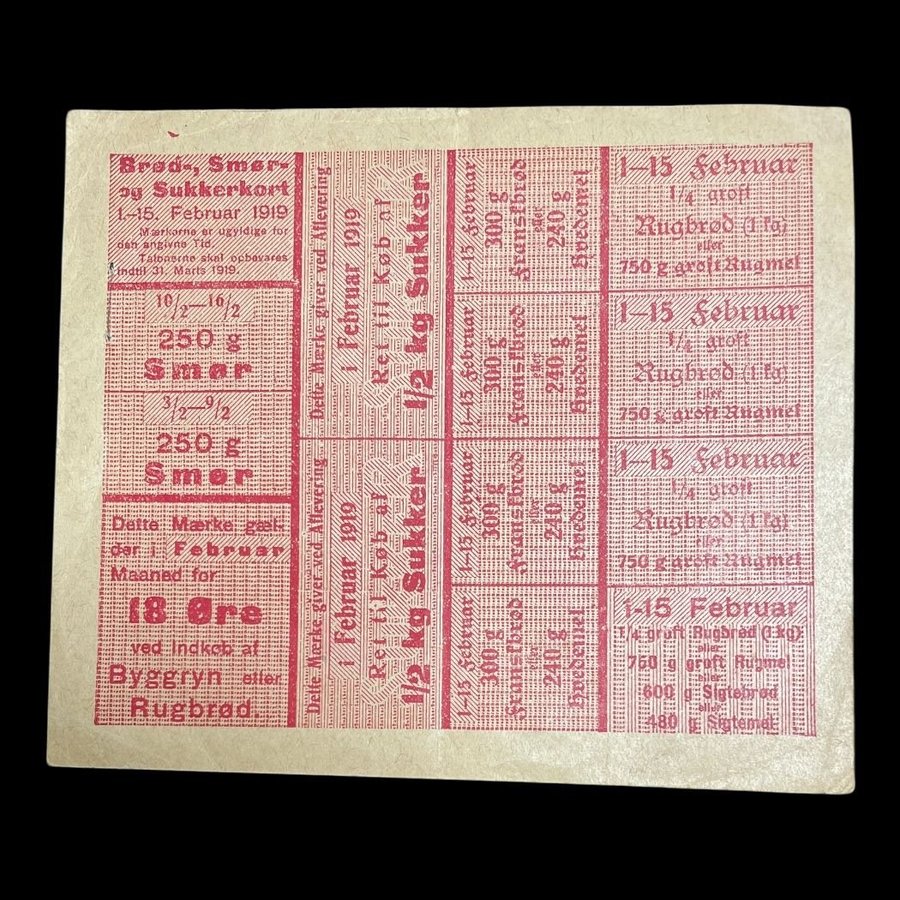 Brød-, Smør-
og Sukkerkort
1.–15. Februar 1919
Mærkerne er ugyldige for
den angivne Tid.
Talonerne skal opbevares
indtil 31. Marts 1919.
10/2—16/2
250 g
Smør
3/2—9/2
250 g
Smør
Dette Mærke gæl-
der i Februar
Maaned for
18 Øre
ved Indkøb af
Byggryn eller
Rugbrød.
Dette Mærke giver ved Aflevering
i Februar 1919
Ret til Køb af
1/2 kg Sukker
Dette Mærke giver ved Aflevering
i Februar 1919
Ret til Køb af
1/2 kg Sukker
1-15 Februar
300 g
Franskbrød
eller
240 g
Hvedemel
1-15 Februar
300 g
Franskbrød
eller
240 g
Hvedemel
1-15 Februar
300 g
Franskbrød
eller
240 g
Hvedemel
1-15 Februar
300 g
Franskbrød
eller
240 g
Hvedemel
1–15 Februar
1/4 groft
Rugbrød (1 kg)
eller
750 g groft Rugmel
1–15 Februar
1/4 groft
Rugbrød (1 kg)
eller
750 g groft Rugmel
1–15 Februar
1/4 groft
Rugbrød (1 kg)
eller
750 g groft Rugmel
1-15 Februar
1/4 groft Rugbrød (1 kg)
eller
750 g groft Rugmel
eller
600 g Sigtebrød
eller
480 g Sigtemel